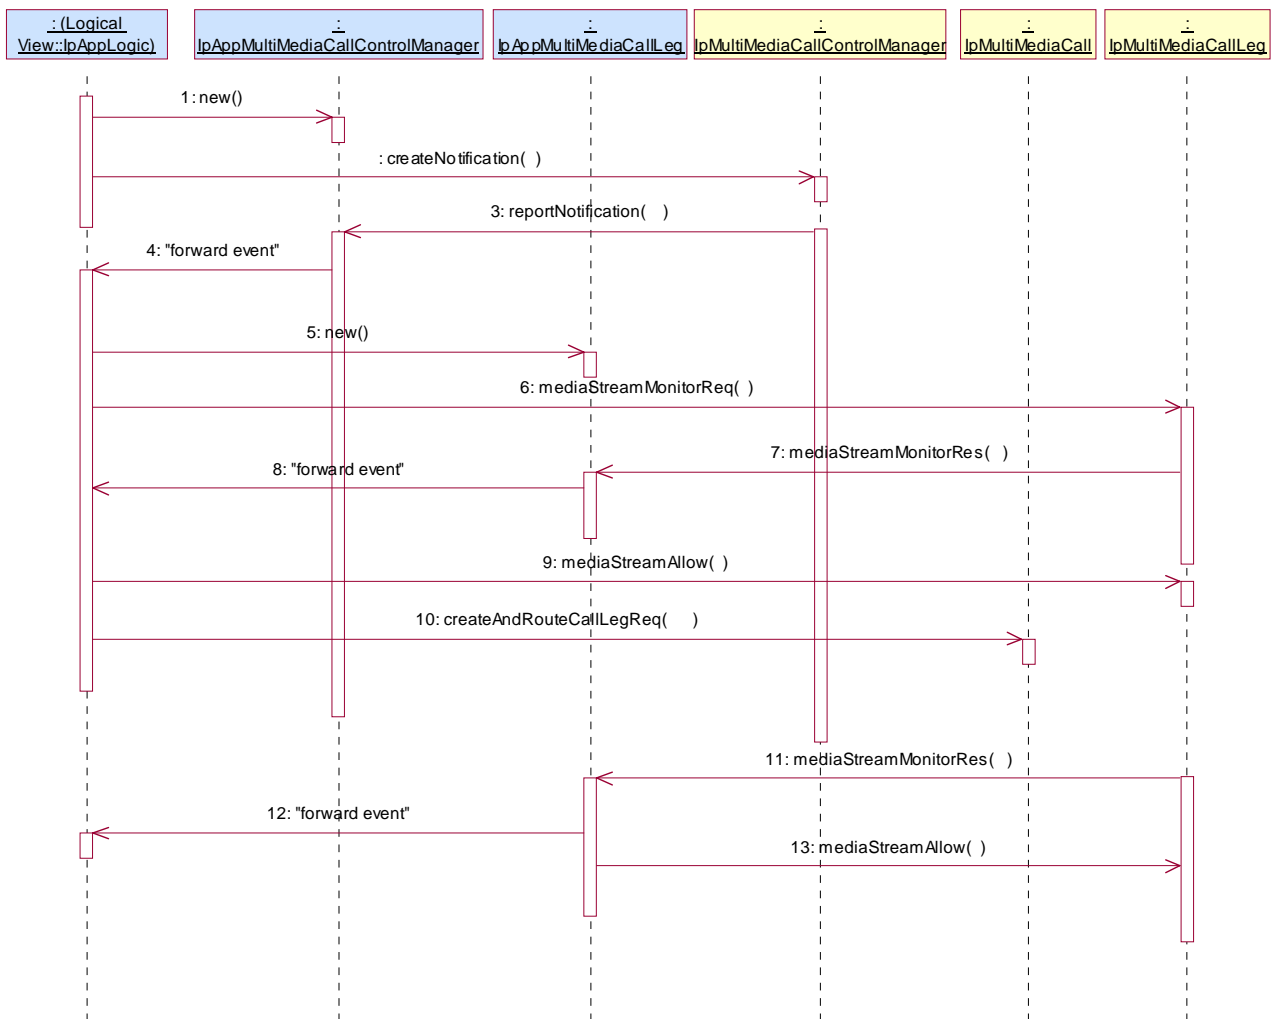 : (Logical
View::IpAppLogic)
:
IpAppMultiMediaCallControlManager
:
IpAppMultiMediaCallLeg
:
IpMultiMediaCallControlManager
:
IpMultiMediaCall
:
IpMultiMediaCallLeg
1: new()
: createNotification( )
3: reportNotification( )
4: "forward event"
5: new()
6: mediaStreamMonitorReq( )
7: mediaStreamMonitorRes( )
8: "forward event"
9: mediaStreamAllow( )
10: createAndRouteCallLegReq( )
11: mediaStreamMonitorRes( )
12: "forward event"
13: mediaStreamAllow( )